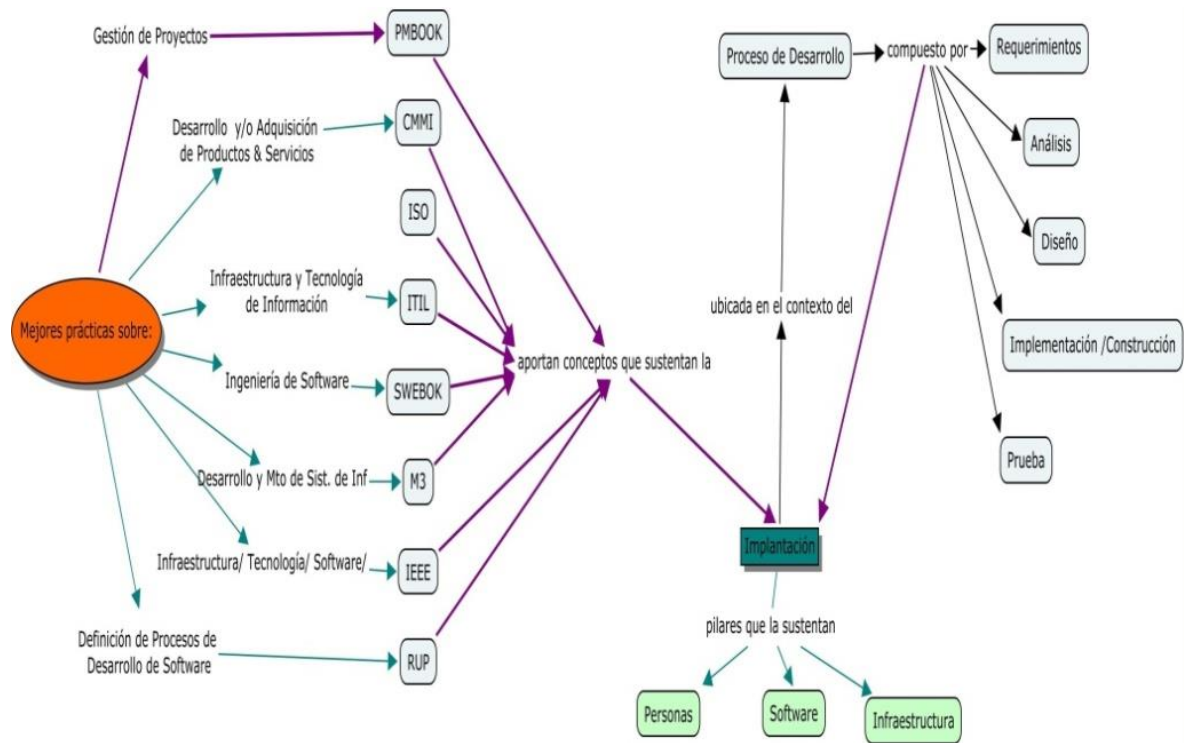 Gestión de Proyectos
PMBOOK
Desarrollo y/o Adquisición
de Productos & Servicios
CMMI
ISO
Infraestructura y Tecnología
de Información
ITIL
Mejores prácticas sobre:
Ingeniería de Software
SWEBOK
Desarrollo y Mto de Sist. de Inf
M3
Infraestructura/ Tecnología/ Software/
IEEE
Definición de Procesos de
Desarrollo de Software
RUP
aportan conceptos que sustentan la
Proceso de Desarrollo
compuesto por
Requerimientos
Análisis
Diseño
Implementación /Construcción
Prueba
ubicada en el contexto del
Implantación
pilares que la sustentan
Personas
Software
Infraestructura